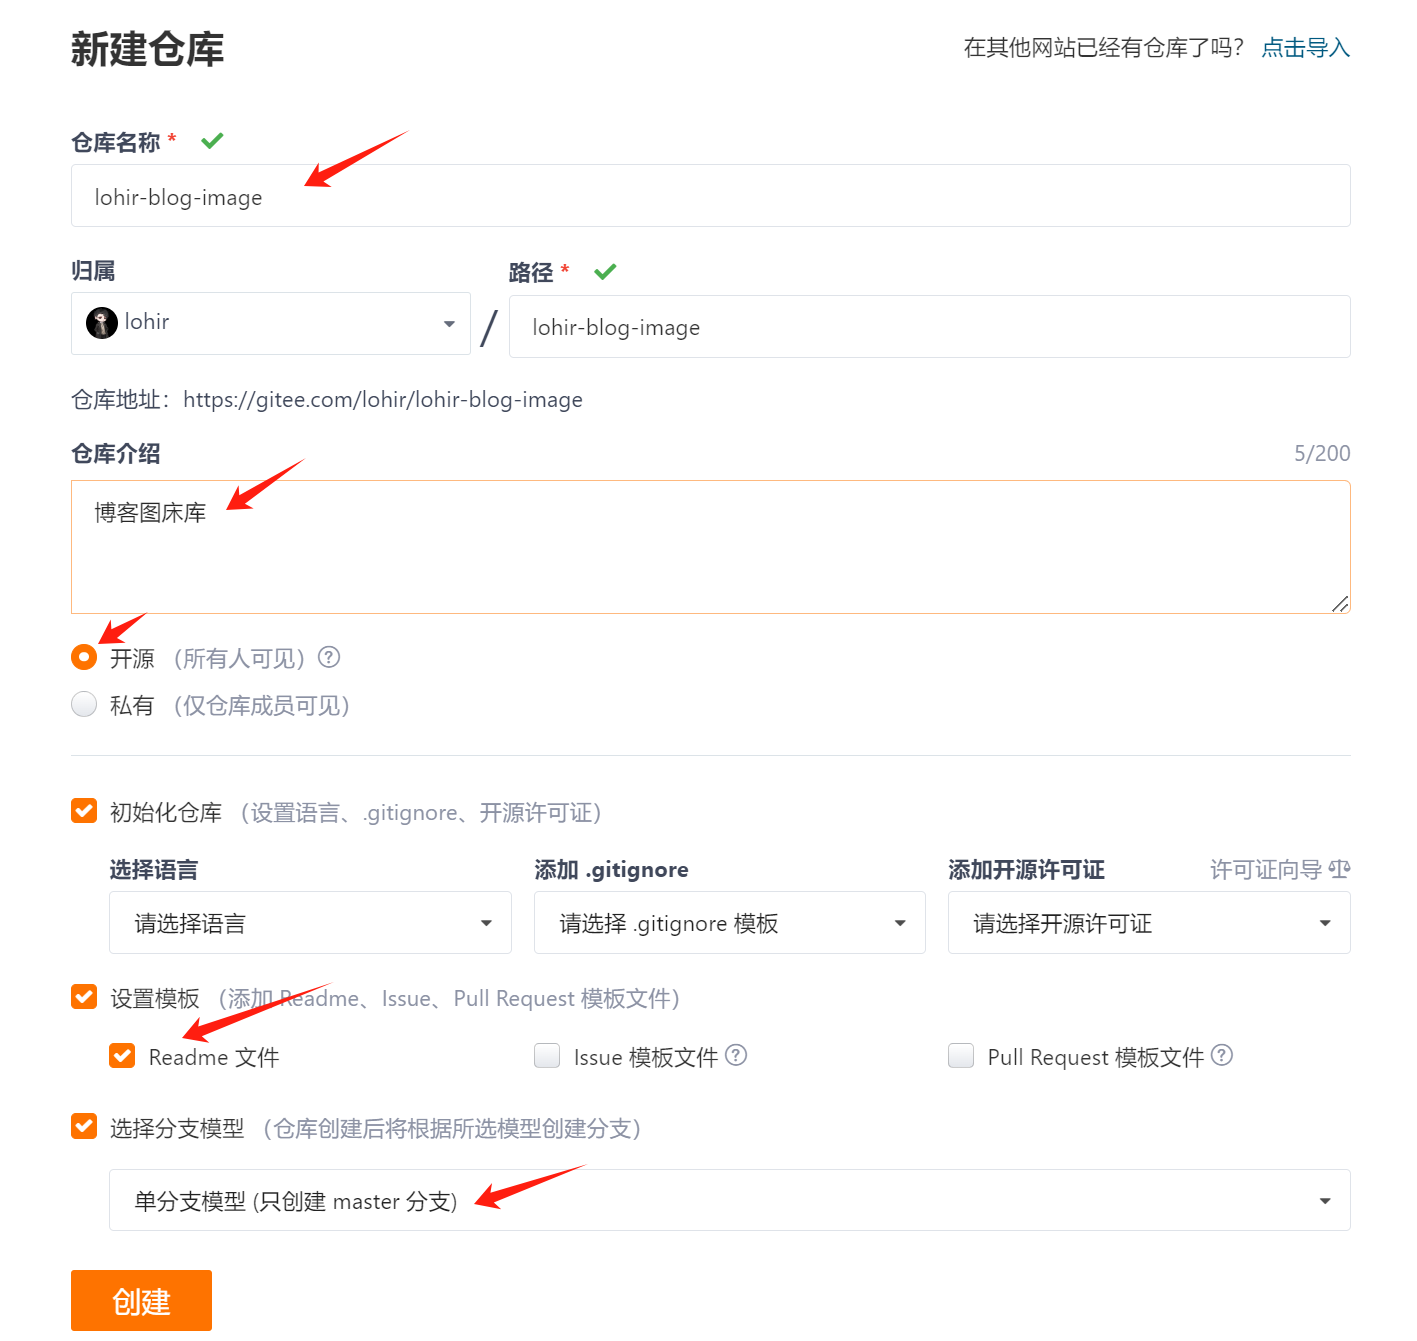 新建仓库
在其他网站已经有仓库了吗？ 点击导入
仓库名称 *
lohir-blog-image
归属
路径 *
lohir
/
lohir-blog-image
仓库地址：https://gitee.com/lohir/lohir-blog-image
仓库介绍
5/200
博客图床库
开源 （所有人可见）
私有 （仅仓库成员可见）
初始化仓库 （设置语言、.gitignore、开源许可证）
选择语言
添加 .gitignore
添加开源许可证
许可证向导
请选择语言
请选择 .gitignore 模板
请选择开源许可证
设置模板 （添加 Readme、Issue、Pull Request 模板文件）
Readme 文件
Issue 模板文件
Pull Request 模板文件
选择分支模型 （仓库创建后将根据所选模型创建分支）
单分支模型 (只创建 master 分支)
创建